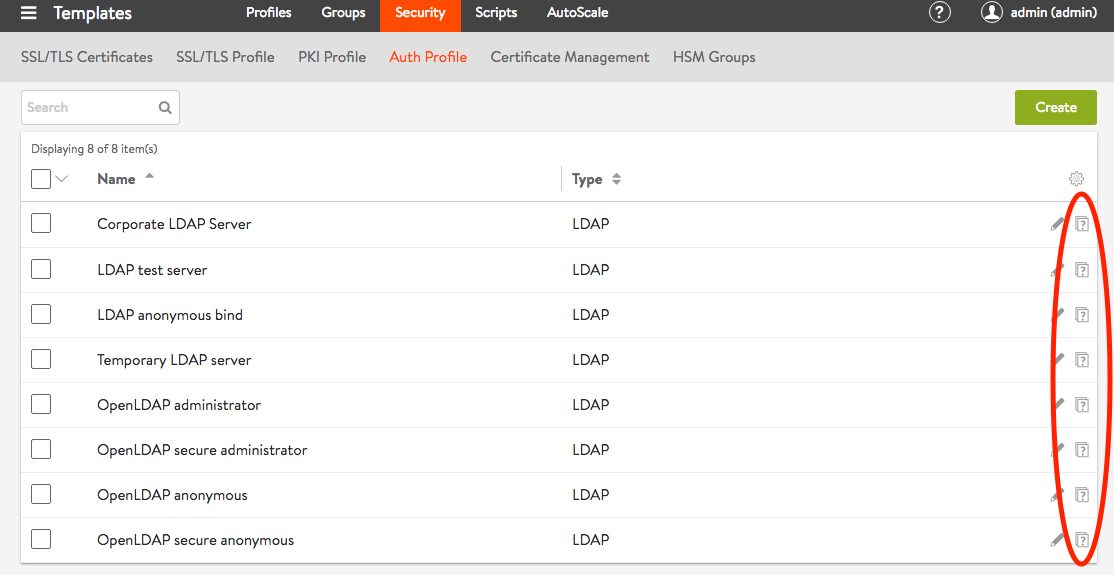 Templates Profiles Groups Security Scripts AutoScale ? admin (admin)
SSL/TLS Certificates SSL/TLS Profile PKI Profile Auth Profile Certificate Management HSM Groups
Search Create
Displaying 8 of 8 item(s)
Name Type
Corporate LDAP Server LDAP ?
LDAP test server LDAP ?
LDAP anonymous bind LDAP ?
Temporary LDAP server LDAP ?
OpenLDAP administrator LDAP ?
OpenLDAP secure administrator LDAP ?
OpenLDAP anonymous LDAP ?
OpenLDAP secure anonymous LDAP ?